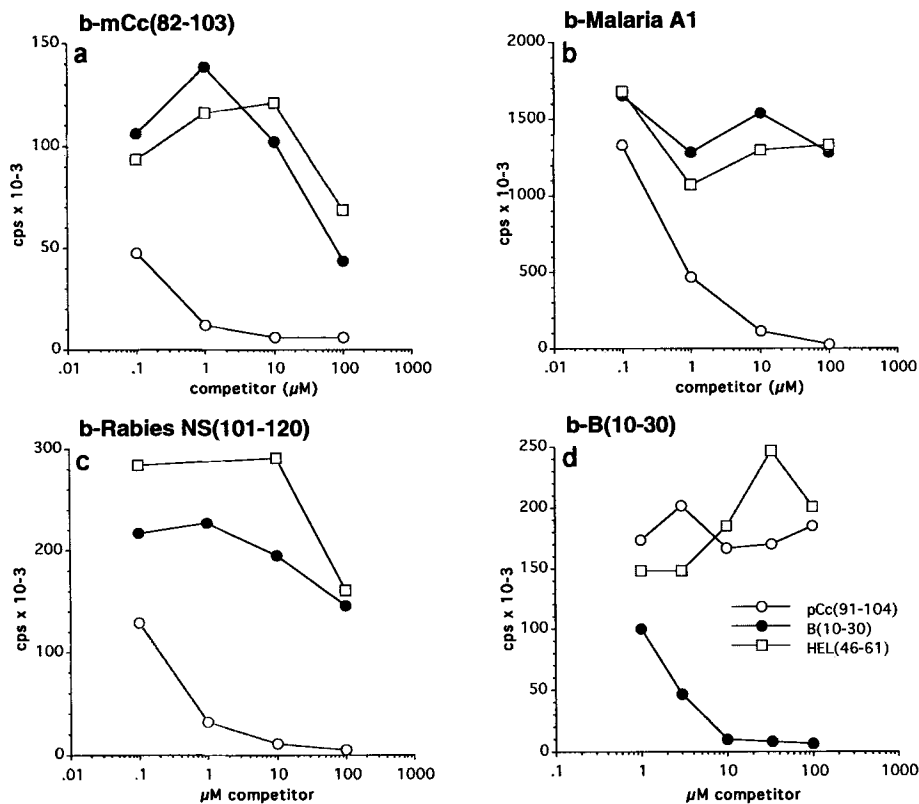 b-mCc(82-103)
a
150
100
50
0
cps x 10-3
.01
.1
1
10
100
1000
competitor (µM)
b-Malaria A1
b
2000
1500
1000
500
0
cps x 10-3
.01
.1
1
10
100
1000
competitor (µM)
b-Rabies NS(101-120)
c
300
200
100
0
cps x 10-3
.01
.1
1
10
100
1000
µM competitor
b-B(10-30)
d
250
200
150
100
50
0
cps x 10-3
pCc(91-104)
B(10-30)
HEL(46-61)
.01
.1
1
10
100
1000
µM competitor